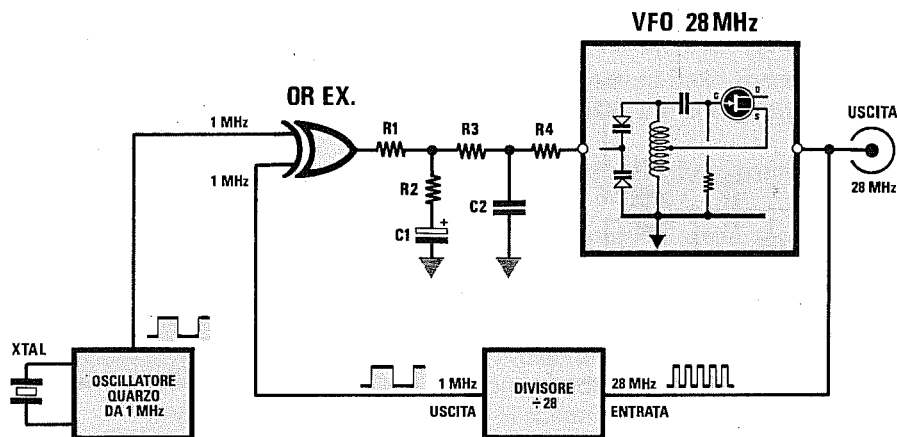 VFO 28 MHz
OR EX.
1 MHz
1 MHz
R1
R3
R4
R2
C1
+
C2
G
D
S
USCITA
28 MHz
XTAL
OSCILLATORE
QUARZO
DA 1 MHz
1 MHz
USCITA
DIVISORE
÷28
28 MHz
ENTRATA